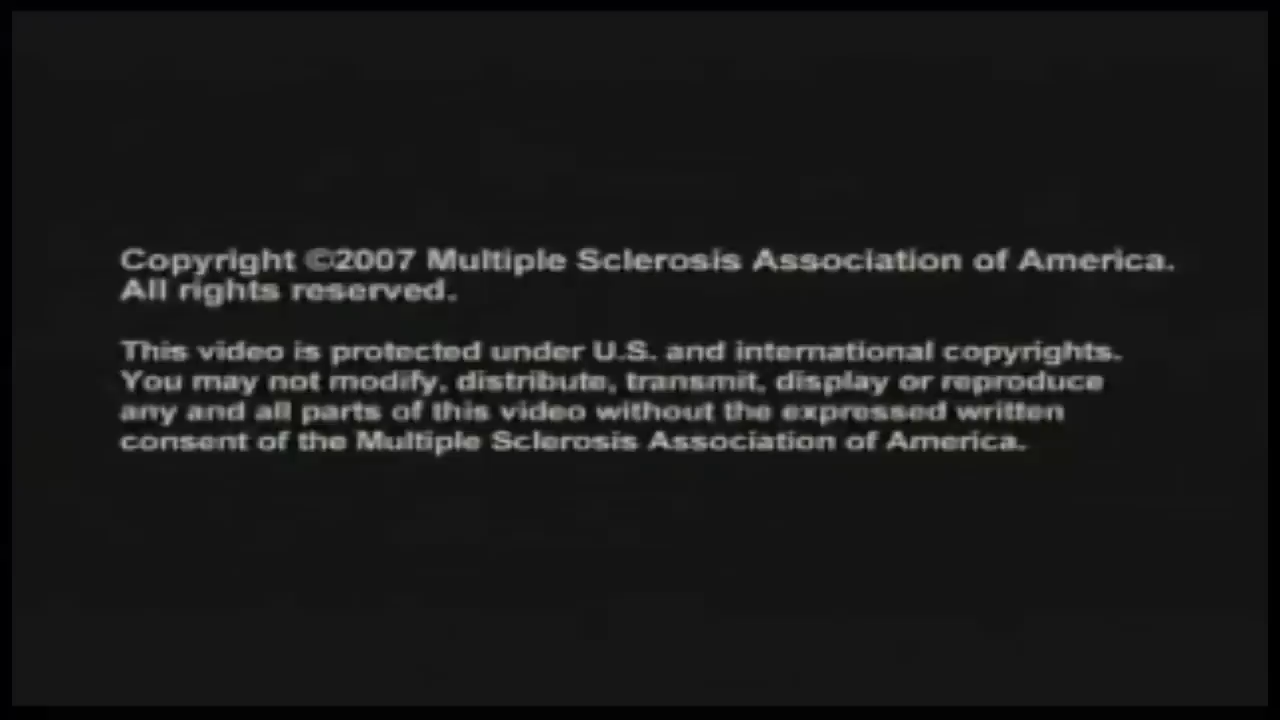 Copyright ©2007 Multiple Sclerosis Association of America.
All rights reserved.
This video is protected under U.S. and international copyrights.
You may not modify, distribute, transmit, display or reproduce
any and all parts of this video without the expressed written
consent of the Multiple Sclerosis Association of America.